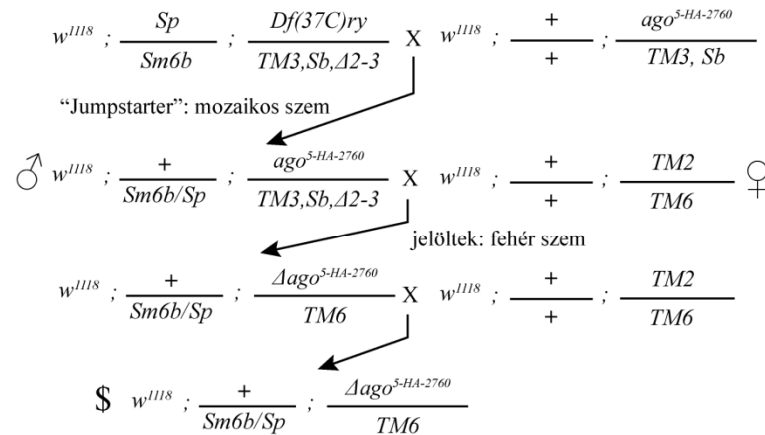 w1118 ; Sp/Sm6b ; Df(37C)ry/TM3,Sb,Δ2-3 X w1118 ; +/+ ; ago5-HA-2760/TM3, Sb
“Jumpstarter”: mozaikos szem
♂ w1118 ; +/Sm6b/Sp ; ago5-HA-2760/TM3,Sb,Δ2-3 X w1118 ; +/+ ; TM2/TM6 ♀
jelöltek: fehér szem
w1118 ; +/Sm6b/Sp ; Δago5-HA-2760/TM6 X w1118 ; +/+ ; TM2/TM6
$ w1118 ; +/Sm6b/Sp ; Δago5-HA-2760/TM6